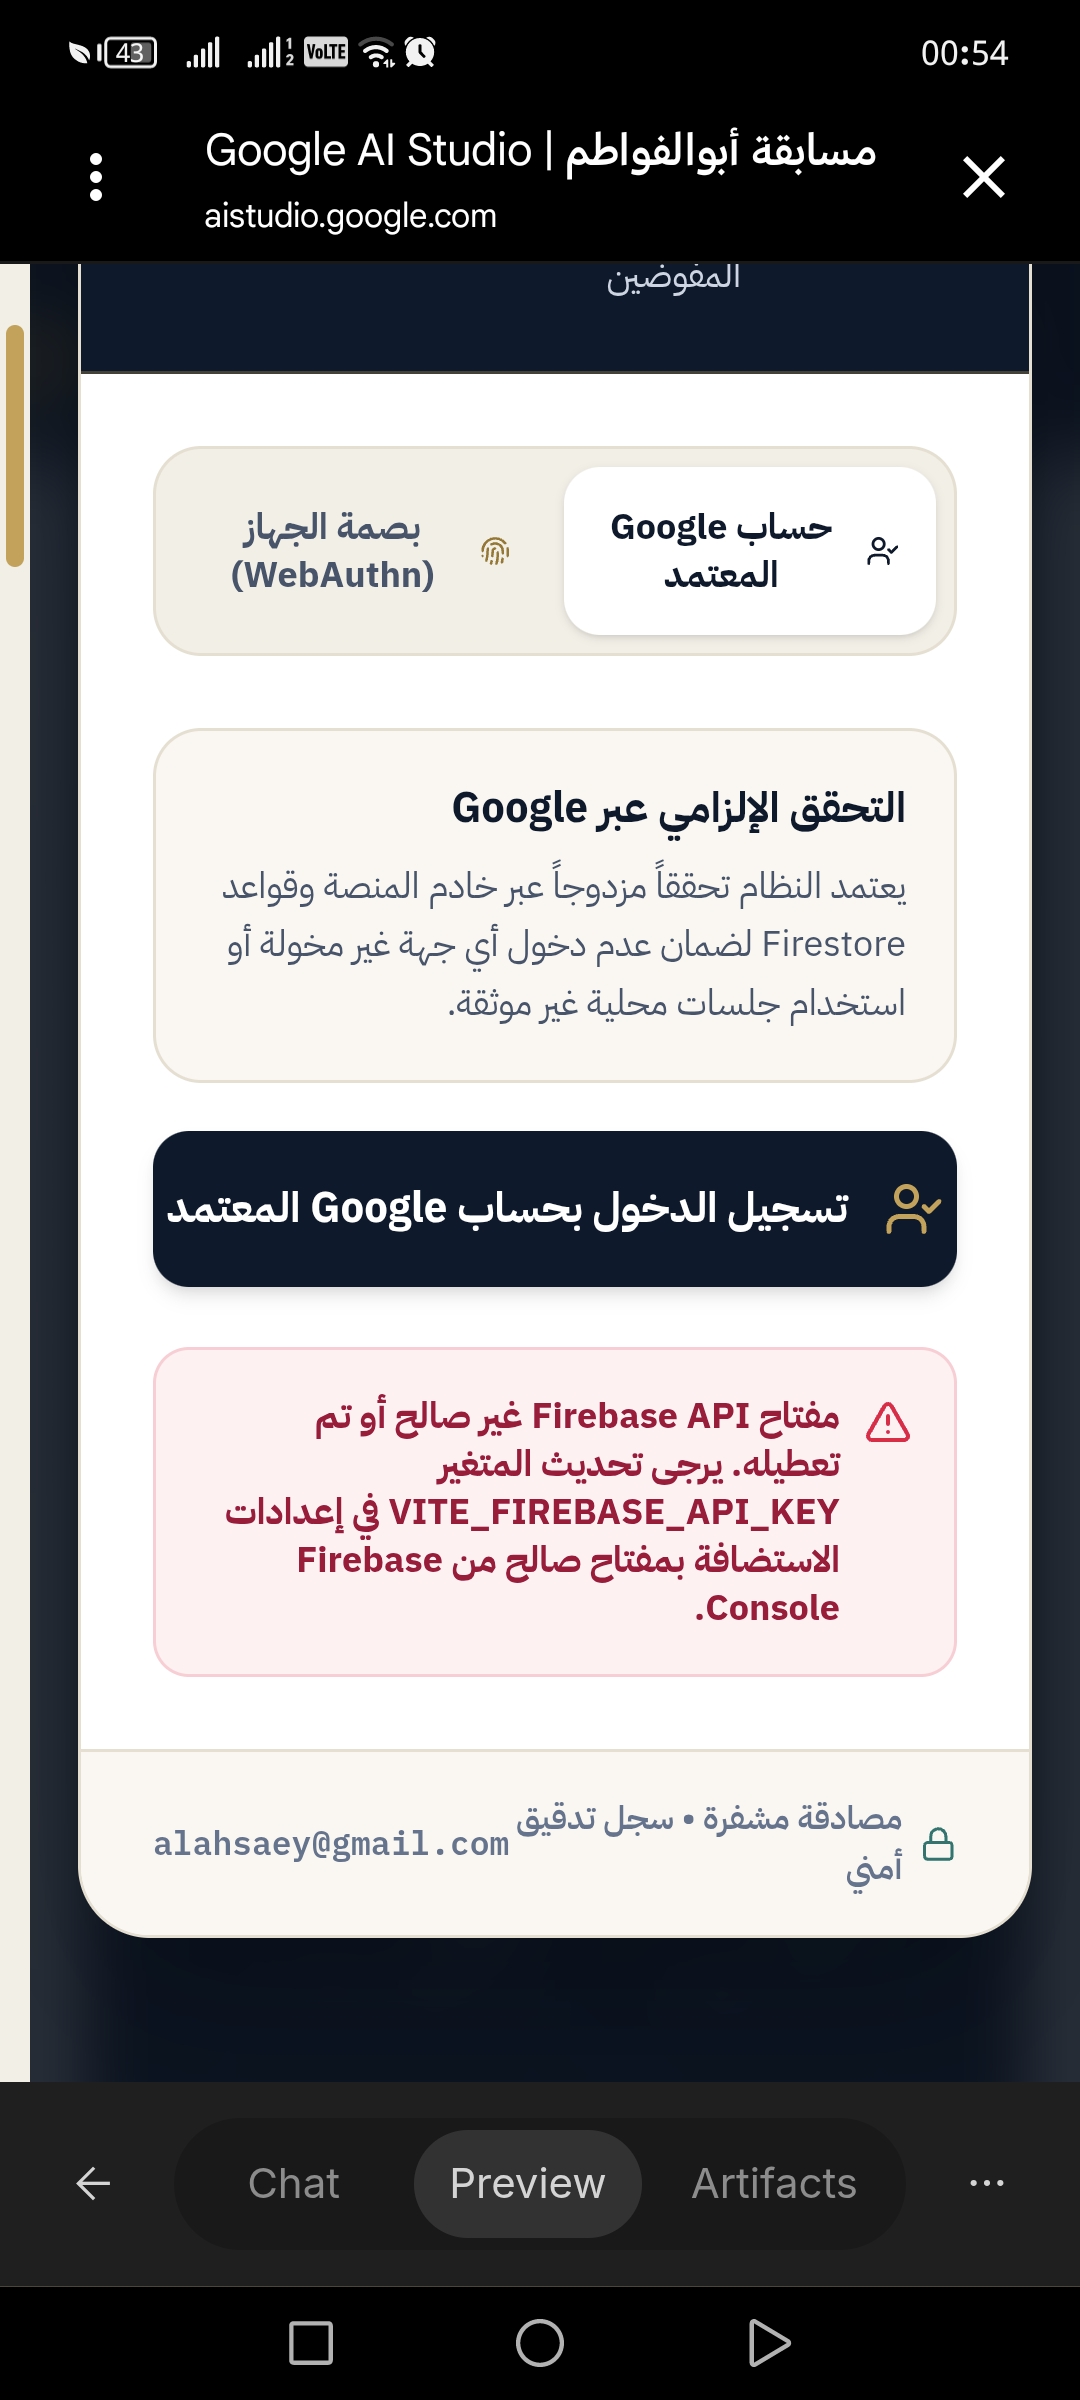 43
1
2
VoLTE
00:54
Google AI Studio | مسابقة أبوالفواطم
aistudio.google.com
المفوضين
حساب Google
المعتمد
بصمة الجهاز
(WebAuthn)
التحقق الإلزامي عبر Google
يعتمد النظام تحققاً مزدوجاً عبر خادم المنصة وقواعد
Firestore لضمان عدم دخول أي جهة غير مخولة أو
استخدام جلسات محلية غير موثقة.
تسجيل الدخول بحساب Google المعتمد
مفتاح Firebase API غير صالح أو تم
تعطيله. يرجى تحديث المتغير
VITE_FIREBASE_API_KEY في إعدادات
الاستضافة بمفتاح صالح من Firebase
Console.
مصادقة مشفرة • سجل تدقيق
أمني
alahsaey@gmail.com
Chat
Preview
Artifacts